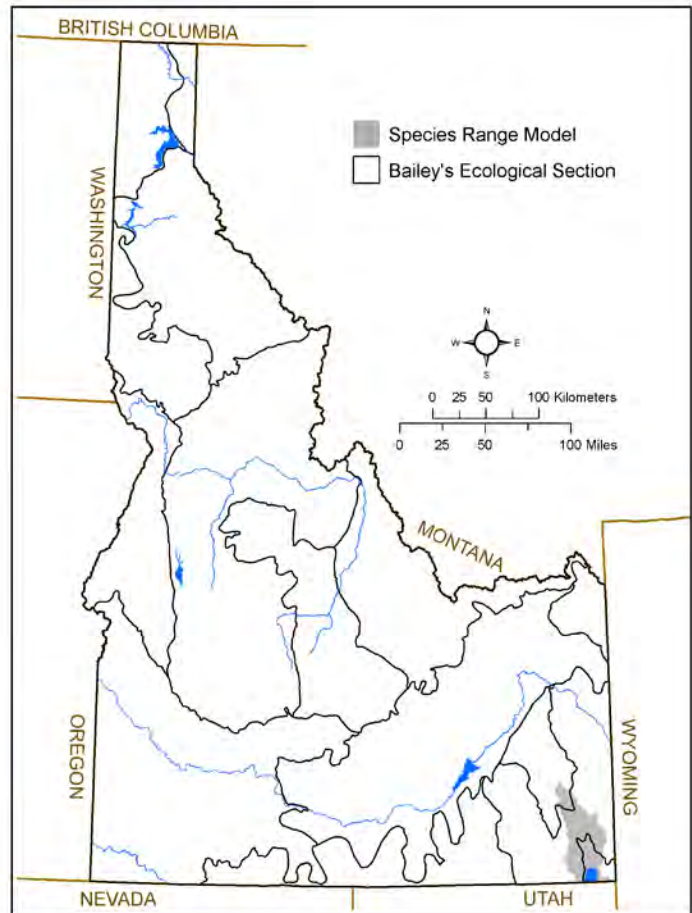 BRITISH COLUMBIA
Species Range Model
Bailey's Ecological Section
WASHINGTON
N
W E
S
0 25 50 100 Kilometers
0 25 50 100 Miles
MONTANA
OREGON
WYOMING
NEVADA
UTAH